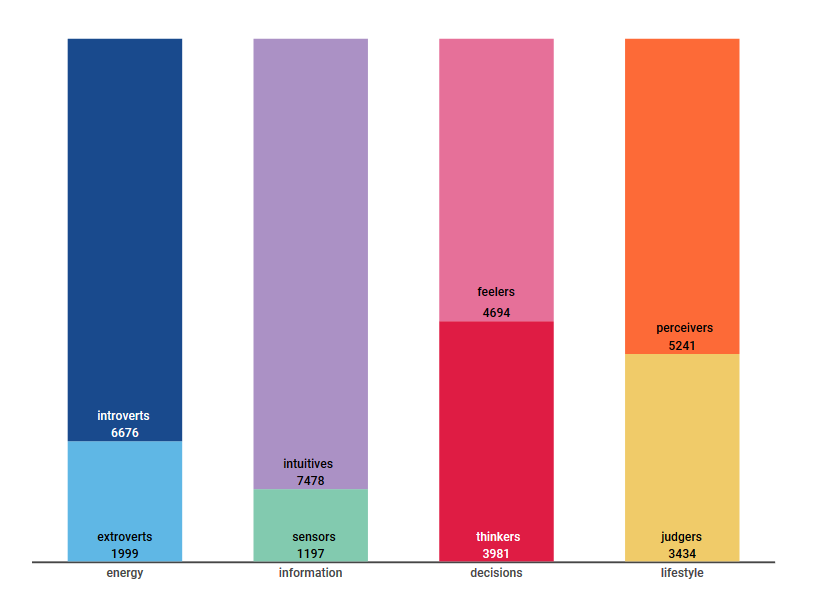 introverts
6676
extroverts
1999
energy
intuitives
7478
sensors
1197
information
feelers
4694
thinkers
3981
decisions
perceivers
5241
judgers
3434
lifestyle